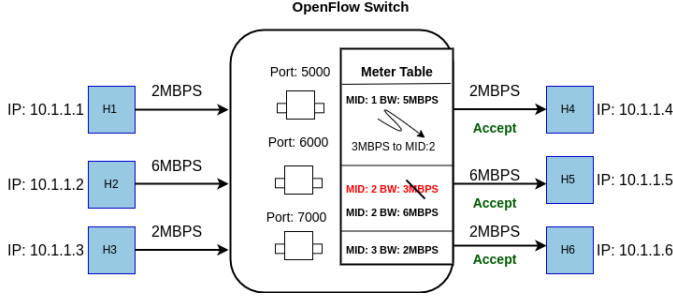 OpenFlow Switch
Port: 5000
Meter Table
2MBPS
IP: 10.1.1.1
H1
MID: 1 BW: 5MBPS
2MBPS
H4
IP: 10.1.1.4
Accept
Port: 6000
3MBPS to MID:2
6MBPS
IP: 10.1.1.2
H2
MID: 2 BW: 3MBPS
6MBPS
H5
IP: 10.1.1.5
Accept
Port: 7000
MID: 2 BW: 6MBPS
2MBPS
IP: 10.1.1.3
H3
MID: 3 BW: 2MBPS
2MBPS
H6
IP: 10.1.1.6
Accept